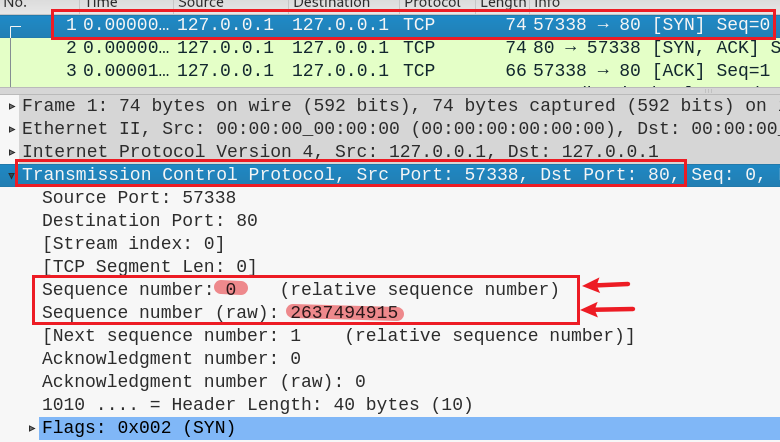 No. Time Source Destination Protocol Length Info
1 0.00000… 127.0.0.1 127.0.0.1 TCP 74 57338 → 80 [SYN] Seq=0
2 0.00000… 127.0.0.1 127.0.0.1 TCP 74 80 → 57338 [SYN, ACK] S
3 0.00001… 127.0.0.1 127.0.0.1 TCP 66 57338 → 80 [ACK] Seq=1
Frame 1: 74 bytes on wire (592 bits), 74 bytes captured (592 bits) on
Ethernet II, Src: 00:00:00_00:00:00 (00:00:00:00:00:00), Dst: 00:00:00_
Internet Protocol Version 4, Src: 127.0.0.1, Dst: 127.0.0.1
Transmission Control Protocol, Src Port: 57338, Dst Port: 80, Seq: 0,
Source Port: 57338
Destination Port: 80
[Stream index: 0]
[TCP Segment Len: 0]
Sequence number: 0 (relative sequence number)
Sequence number (raw): 2637494915
[Next sequence number: 1 (relative sequence number)]
Acknowledgment number: 0
Acknowledgment number (raw): 0
1010 .... = Header Length: 40 bytes (10)
Flags: 0x002 (SYN)